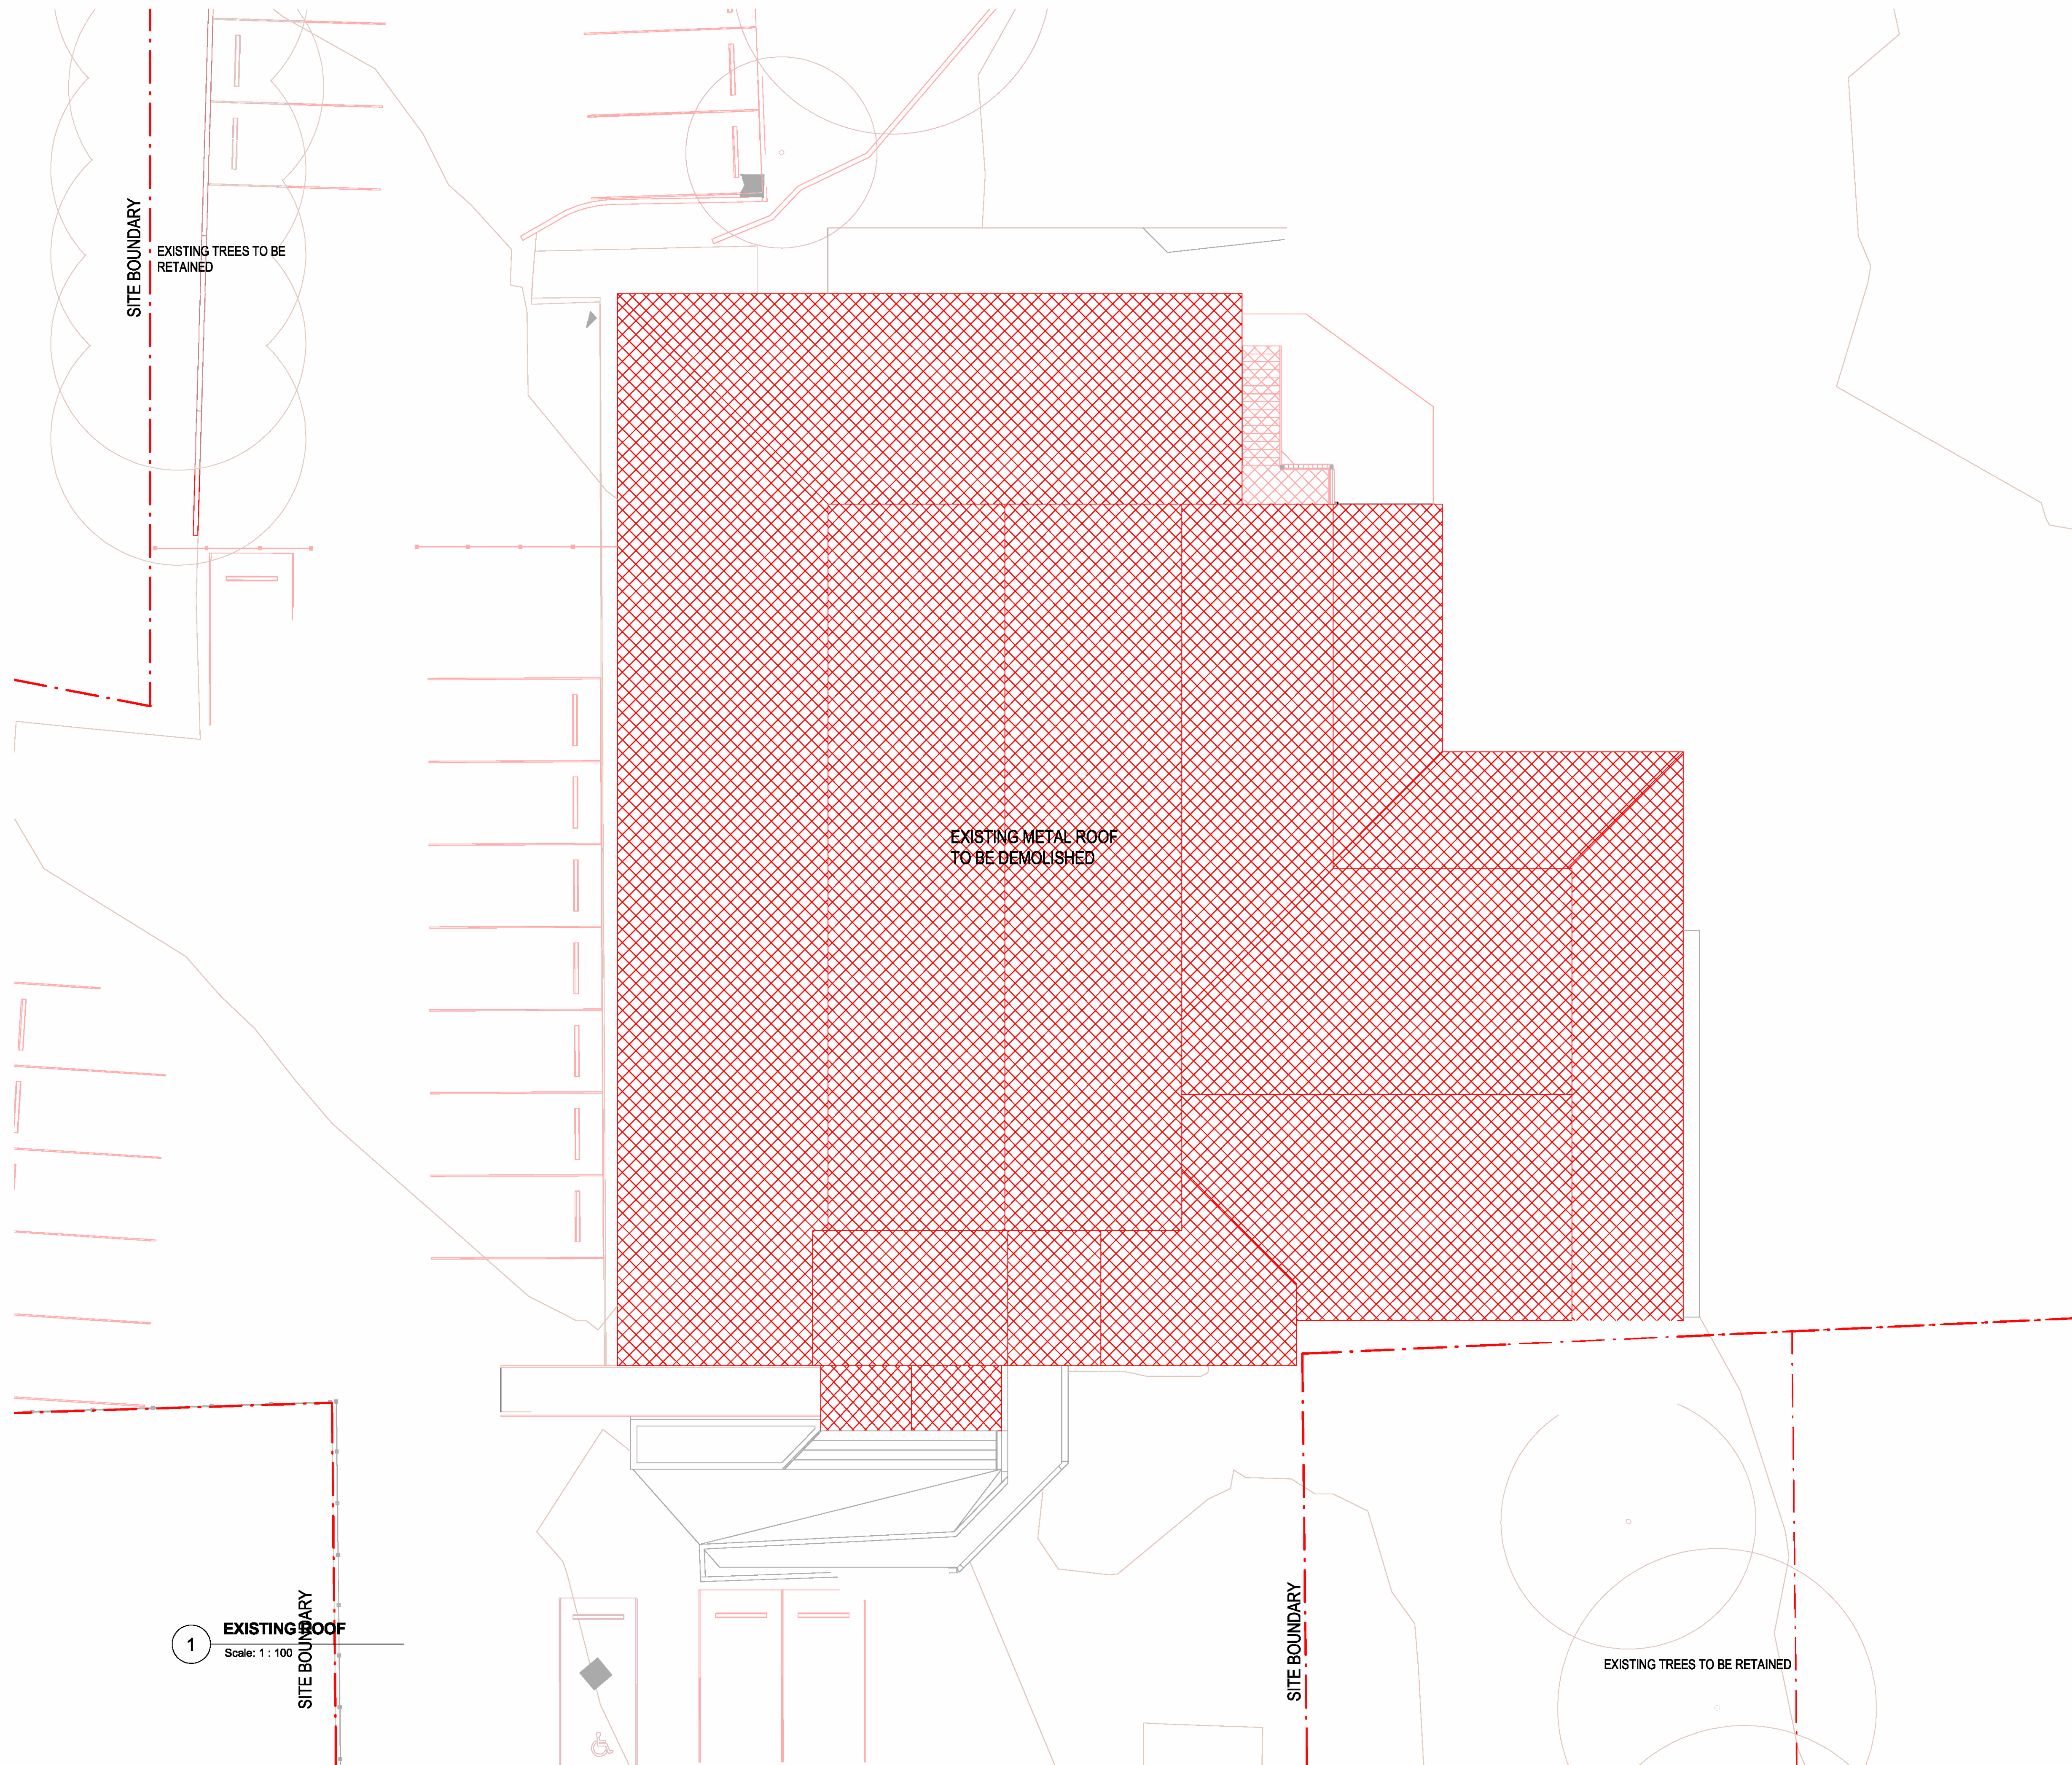 SITE BOUNDARY
EXISTING TREES TO BE
RETAINED
EXISTING METAL ROOF
TO BE DEMOLISHED
1
EXISTING ROOF
Scale: 1 : 100
SITE BOUNDARY
SITE BOUNDARY
EXISTING TREES TO BE RETAINED